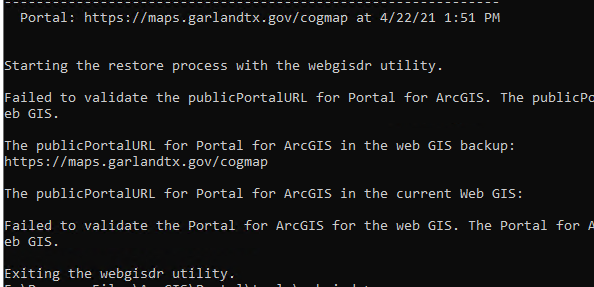 Portal: https://maps.garlandtx.gov/cogmap at 4/22/21 1:51 PM
Starting the restore process with the webgisdr utility.
Failed to validate the publicPortalURL for Portal for ArcGIS. The publicPo
eb GIS.
The publicPortalURL for Portal for ArcGIS in the web GIS backup:
https://maps.garlandtx.gov/cogmap
The publicPortalURL for Portal for ArcGIS in the current Web GIS:
Failed to validate the Portal for ArcGIS for the web GIS. The Portal for A
eb GIS.
Exiting the webgisdr utility.